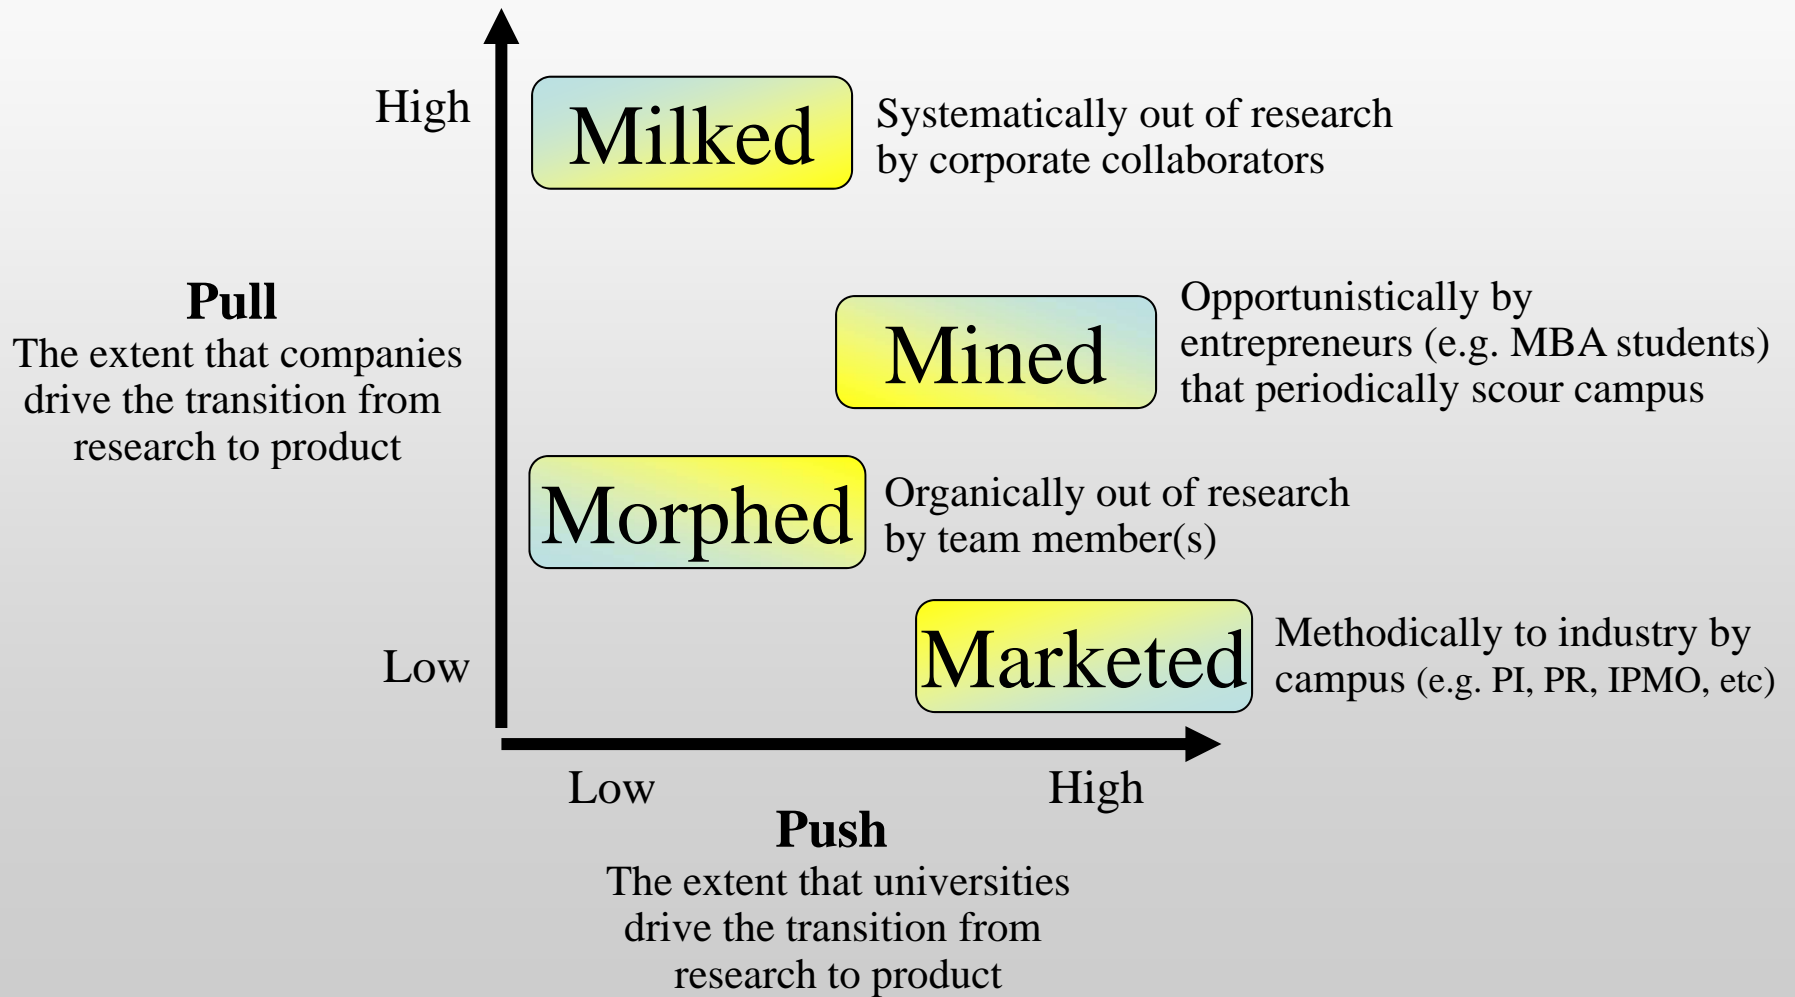 High
Milked
Systematically out of research
by corporate collaborators
Pull
The extent that companies
drive the transition from
research to product
Mined
Opportunistically by
entrepreneurs (e.g. MBA students)
that periodically scour campus
Morphed
Organically out of research
by team member(s)
Low
Marketed
Methodically to industry by
campus (e.g. PI, PR, IPMO, etc)
Low
High
Push
The extent that universities
drive the transition from
research to product